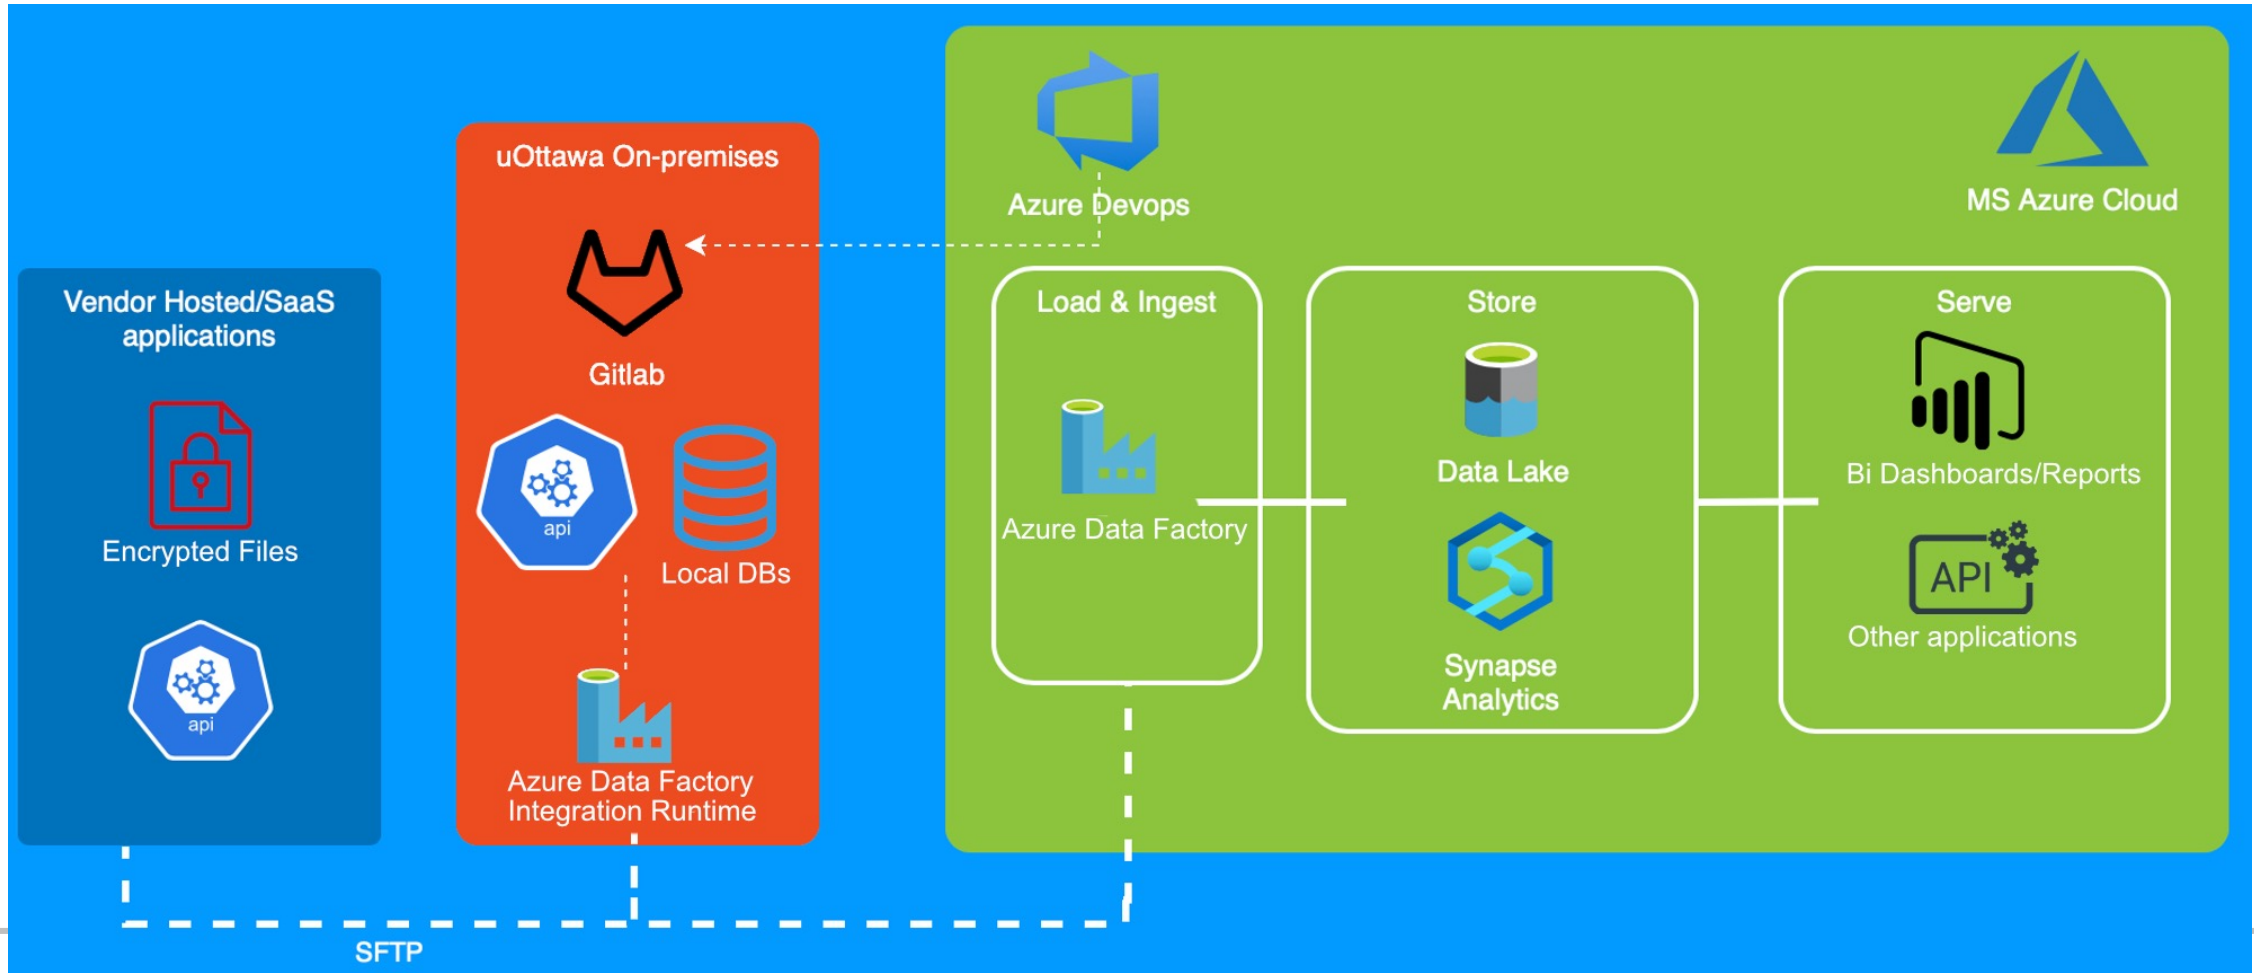 Azure Devops
MS Azure Cloud
uOttawa On-premises
Gitlab
api
Local DBs
Azure Data Factory
Integration Runtime
Vendor Hosted/SaaS
applications
Encrypted Files
api
Load & Ingest
Azure Data Factory
Store
Data Lake
Synapse
Analytics
Serve
Bi Dashboards/Reports
API
Other applications
SFTP